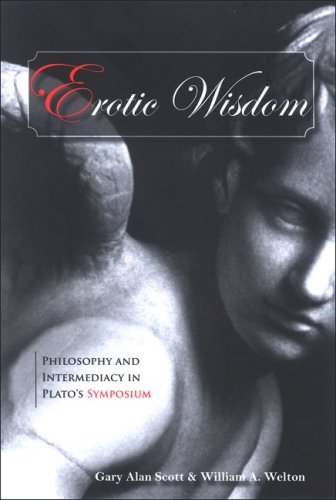 Erotic Wisdom
Philosophy and
Intermediacy in
Plato's Symposium
Gary Alan Scott & William A. Welton